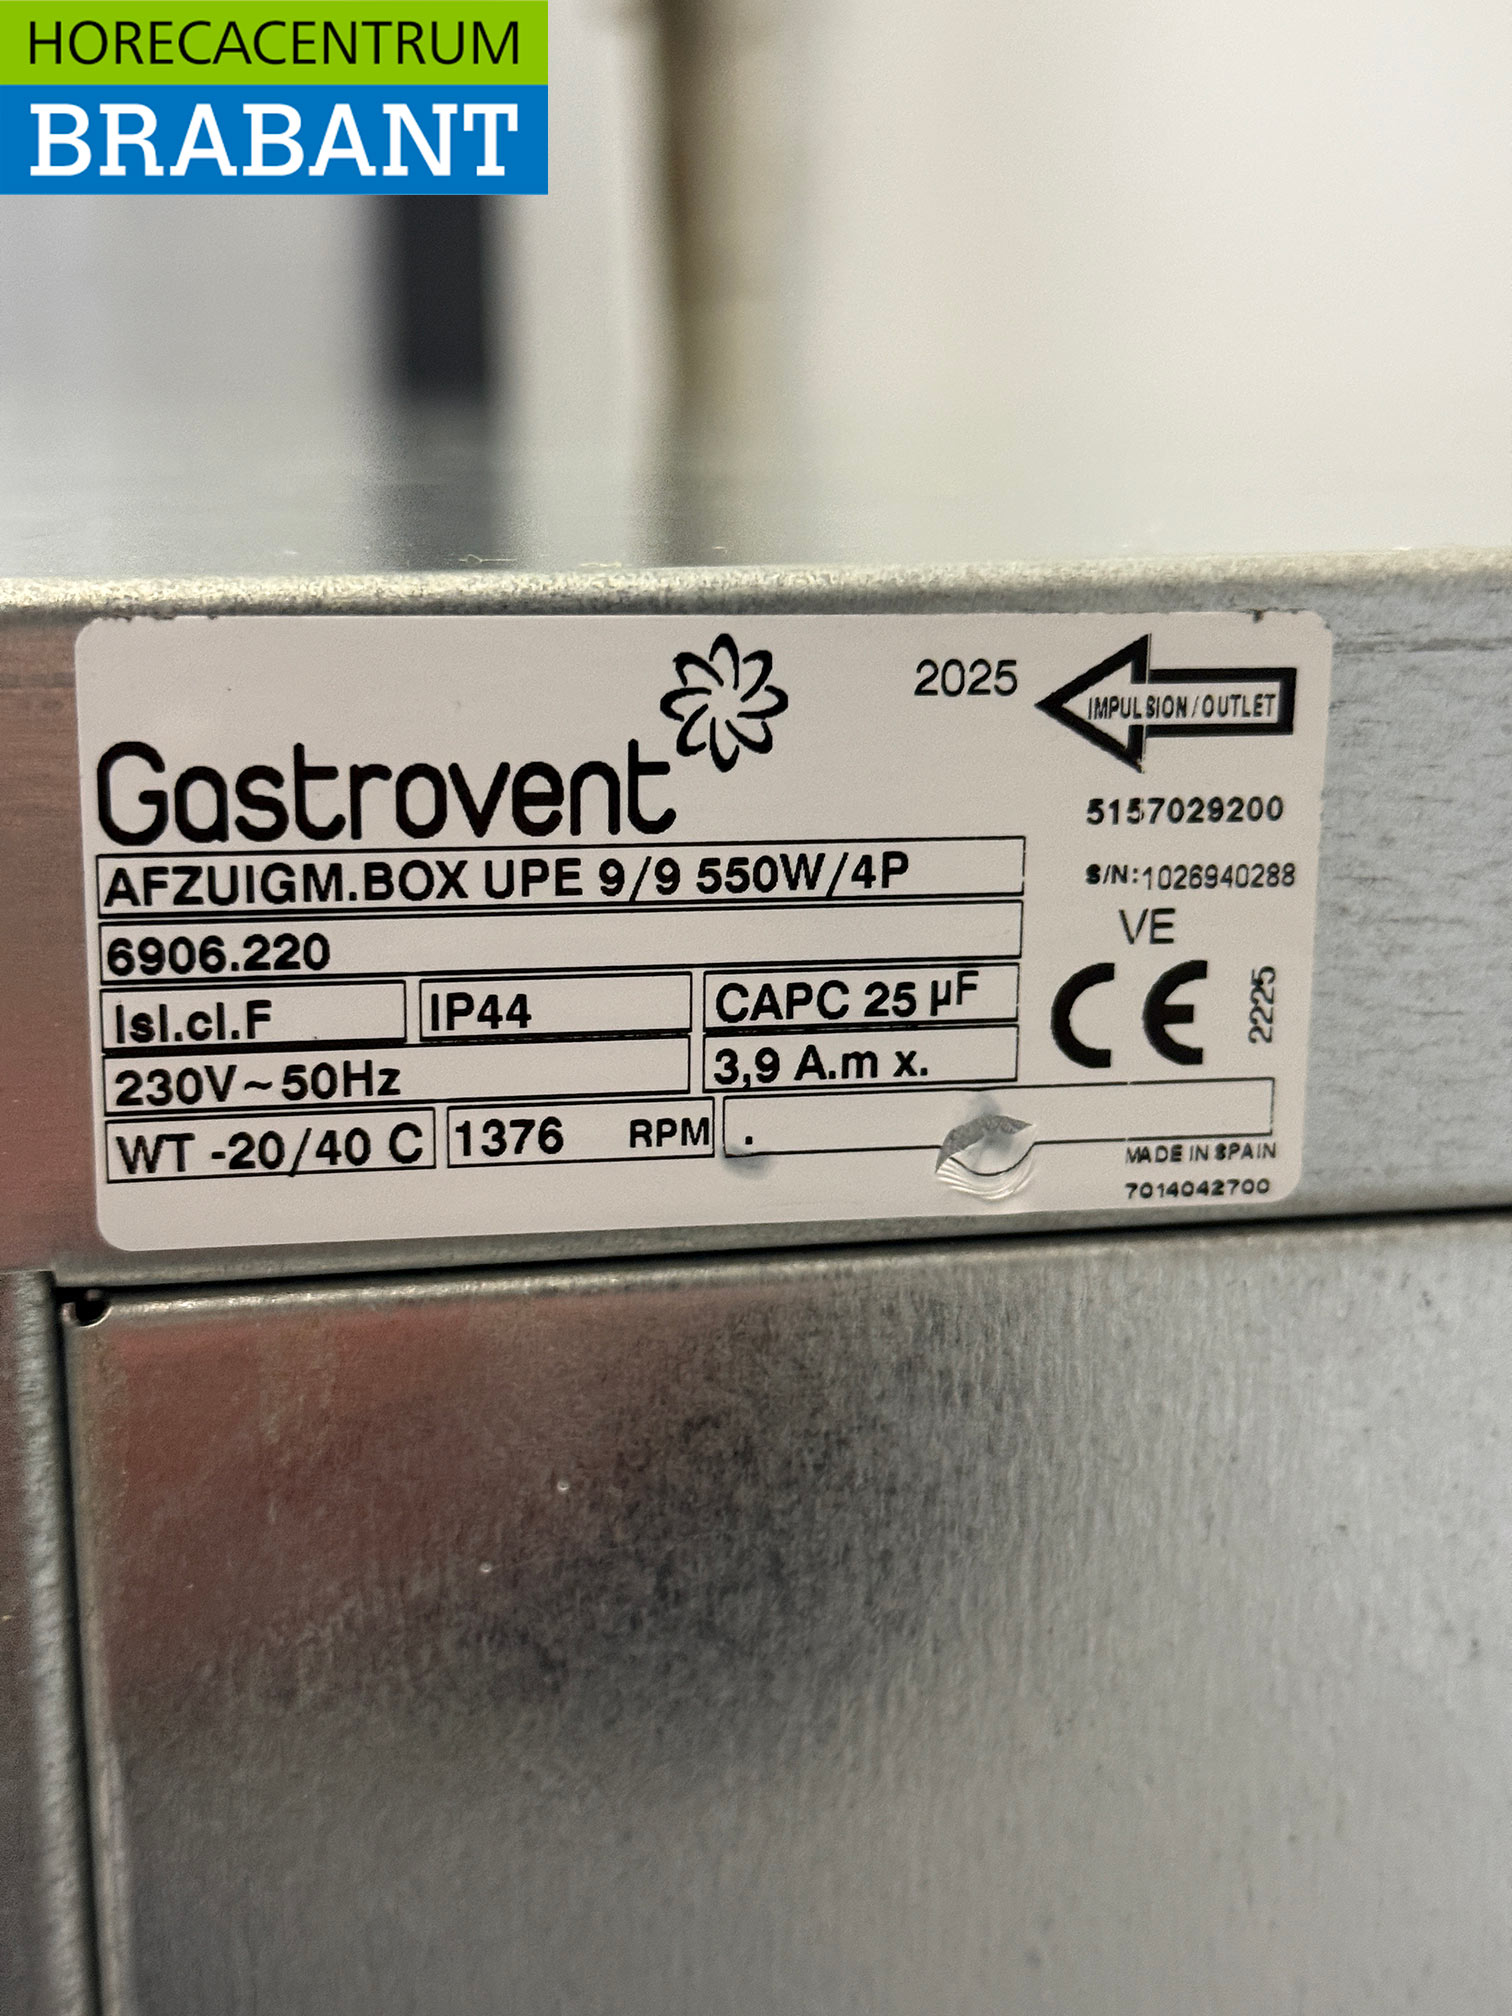 HORECACENTRUM
BRABANT
2025
IMPULSION/OUTLET
Gastrovent
5157029200
AFZUIGM.BOX UPE 9/9 550W/4P
S/N:1026940288
6906.220
VE
Isl.cl.F
IP44
CAPC 25 µF
CE
2225
230V~50Hz
3,9 A.m x.
WT -20/40 C
1376 RPM
.
MADE IN SPAIN
7014042700